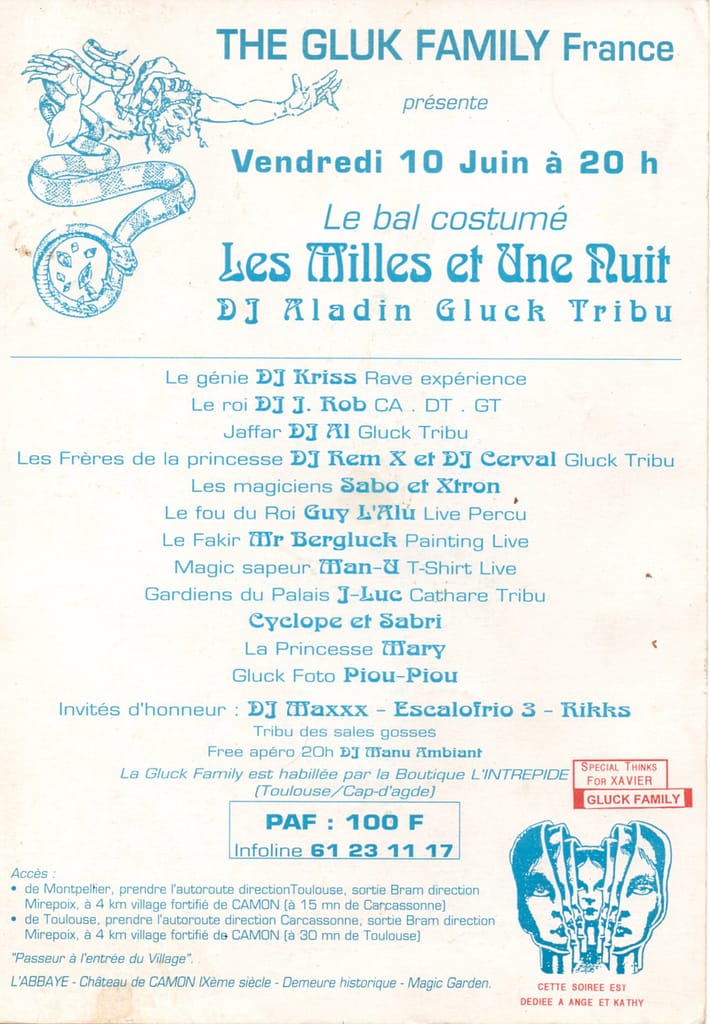 THE GLUK FAMILY France
présente
Vendredi 10 Juin à 20 h
Le bal costumé
Les Milles et Une Nuit
DJ Aladin Gluck Tribu
Le génie DJ Kriss Rave expérience
Le roi DJ J. Rob CA . DT . GT
Jaffar DJ Al Gluck Tribu
Les Frères de la princesse DJ Rem X et DJ Cerval Gluck Tribu
Les magiciens Sabo et Xtron
Le fou du Roi Guy L'Alu Live Percu
Le Fakir Mr Bergluck Painting Live
Magic sapeur Man-U T-Shirt Live
Gardiens du Palais J-Luc Cathare Tribu
Cyclope et Sabri
La Princesse Mary
Gluck Foto Piou-Piou
Invités d'honneur : DJ Maxxx - Escalofrio 3 - Rikks
Tribu des sales gosses
Free apéro 20h DJ Manu Ambiant
La Gluck Family est habillée par la Boutique L'INTREPIDE
(Toulouse/Cap-d'agde)
SPECIAL THINKS
FOR XAVIER
GLUCK FAMILY
PAF : 100 F
Infoline 61 23 11 17
Accès :
• de Montpellier, prendre l'autoroute directionToulouse, sortie Bram direction
Mirepoix, à 4 km village fortifié de CAMON (à 15 mn de Carcassonne)
• de Toulouse, prendre l'autoroute direction Carcassonne, sortie Bram direction
Mirepoix, à 4 km village fortifié de CAMON (à 30 mn de Toulouse)
"Passeur à l'entrée du Village".
L'ABBAYE - Château de CAMON IXème siècle - Demeure historique - Magic Garden.
CETTE SOIREE EST
DEDIEE A ANGE ET KATHY